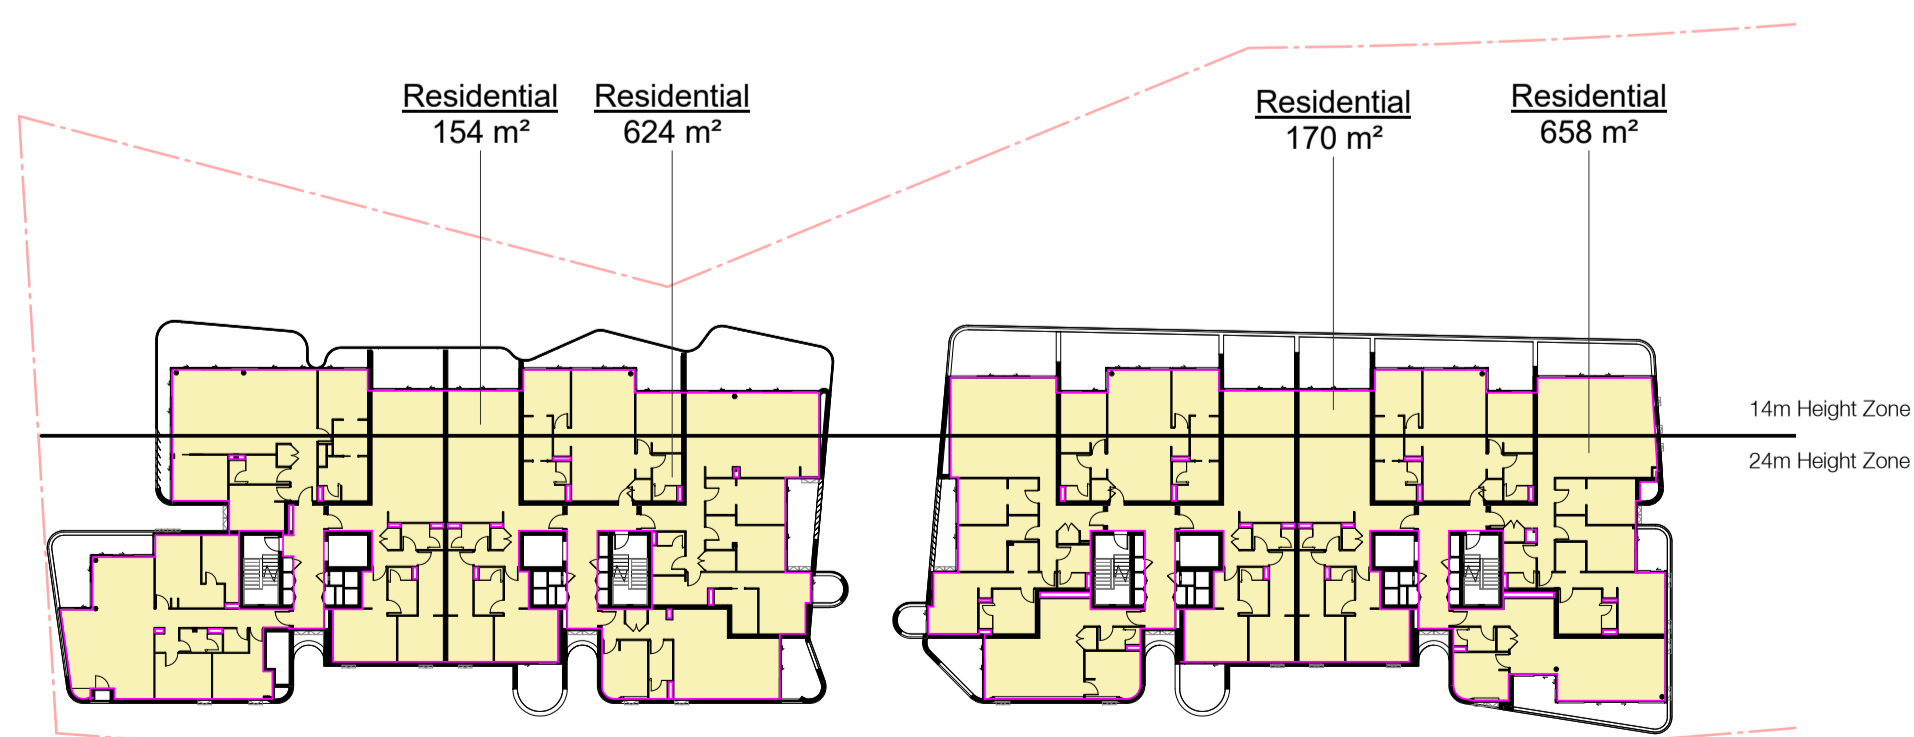 Residential
154 m²
Residential
624 m²
Residential
170 m²
Residential
658 m²
14m Height Zone
24m Height Zone